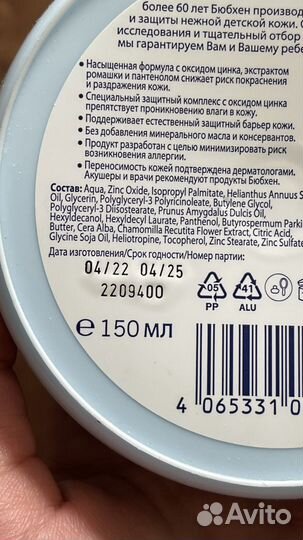 более 60 лет Бюбхен производ
и защиты нежной детской кожи.
исследования и тщательный отбор
мы гарантируем Вам и Вашему ребе
• Насыщенная формула с оксидом цинка, экстрактом
ромашки и пантенолом снижает риск покраснения
и раздражения кожи.
• Специальный защитный комплекс с оксидом цинка
препятствует проникновению влаги в кожу.
• Поддерживает естественный защитный барьер кожи.
• Без добавления минерального масла и консервантов.
• Продукт разработан с целью минимизировать риск
возникновения аллергии.
• Переносимость кожей подтверждена дерматологами.
Акушеры и врачи рекомендуют продукты Бюбхен.
Состав: Aqua, Zinc Oxide, Isopropyl Palmitate, Helianthus Annuus S
Oil, Glycerin, Polyglyceryl-3 Polyricinoleate, Butylene Glycol,
Polyglyceryl-3 Diisostearate, Prunus Amygdalus Dulcis Oil,
Hexyldecanol, Hexyldecyl Laurate, Panthenol, Butyrospermum Parkii
Butter, Cera Alba, Chamomilla Recutita Flower Extract, Citric Acid,
Glycine Soja Oil, Heliotropine, Tocopherol, Zinc Stearate, Zinc Sulfate
Дата изготовления/Срок годности/Номер партии:
04/22 04/25
2209400
05 PP
41 ALU
e 150 МЛ
4 065331 0
Avito